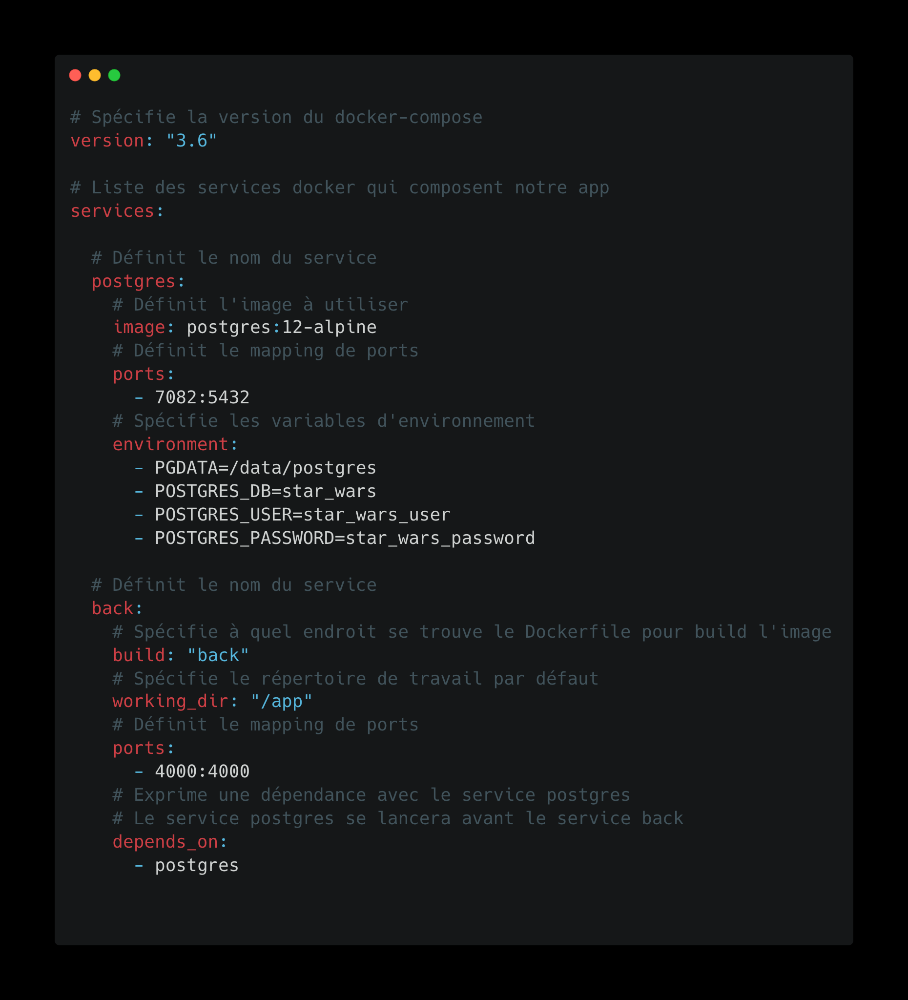 # Spécifie la version du docker-compose
version: "3.6"

# Liste des services docker qui composent notre app
services:

  # Définit le nom du service
  postgres:
    # Définit l'image à utiliser
    image: postgres:12-alpine
    # Définit le mapping de ports
    ports:
      - 7082:5432
    # Spécifie les variables d'environnement
    environment:
      - PGDATA=/data/postgres
      - POSTGRES_DB=star_wars
      - POSTGRES_USER=star_wars_user
      - POSTGRES_PASSWORD=star_wars_password

  # Définit le nom du service
  back:
    # Spécifie à quel endroit se trouve le Dockerfile pour build l'image
    build: "back"
    # Spécifie le répertoire de travail par défaut
    working_dir: "/app"
    # Définit le mapping de ports
    ports:
      - 4000:4000
    # Exprime une dépendance avec le service postgres
    # Le service postgres se lancera avant le service back
    depends_on:
      - postgres